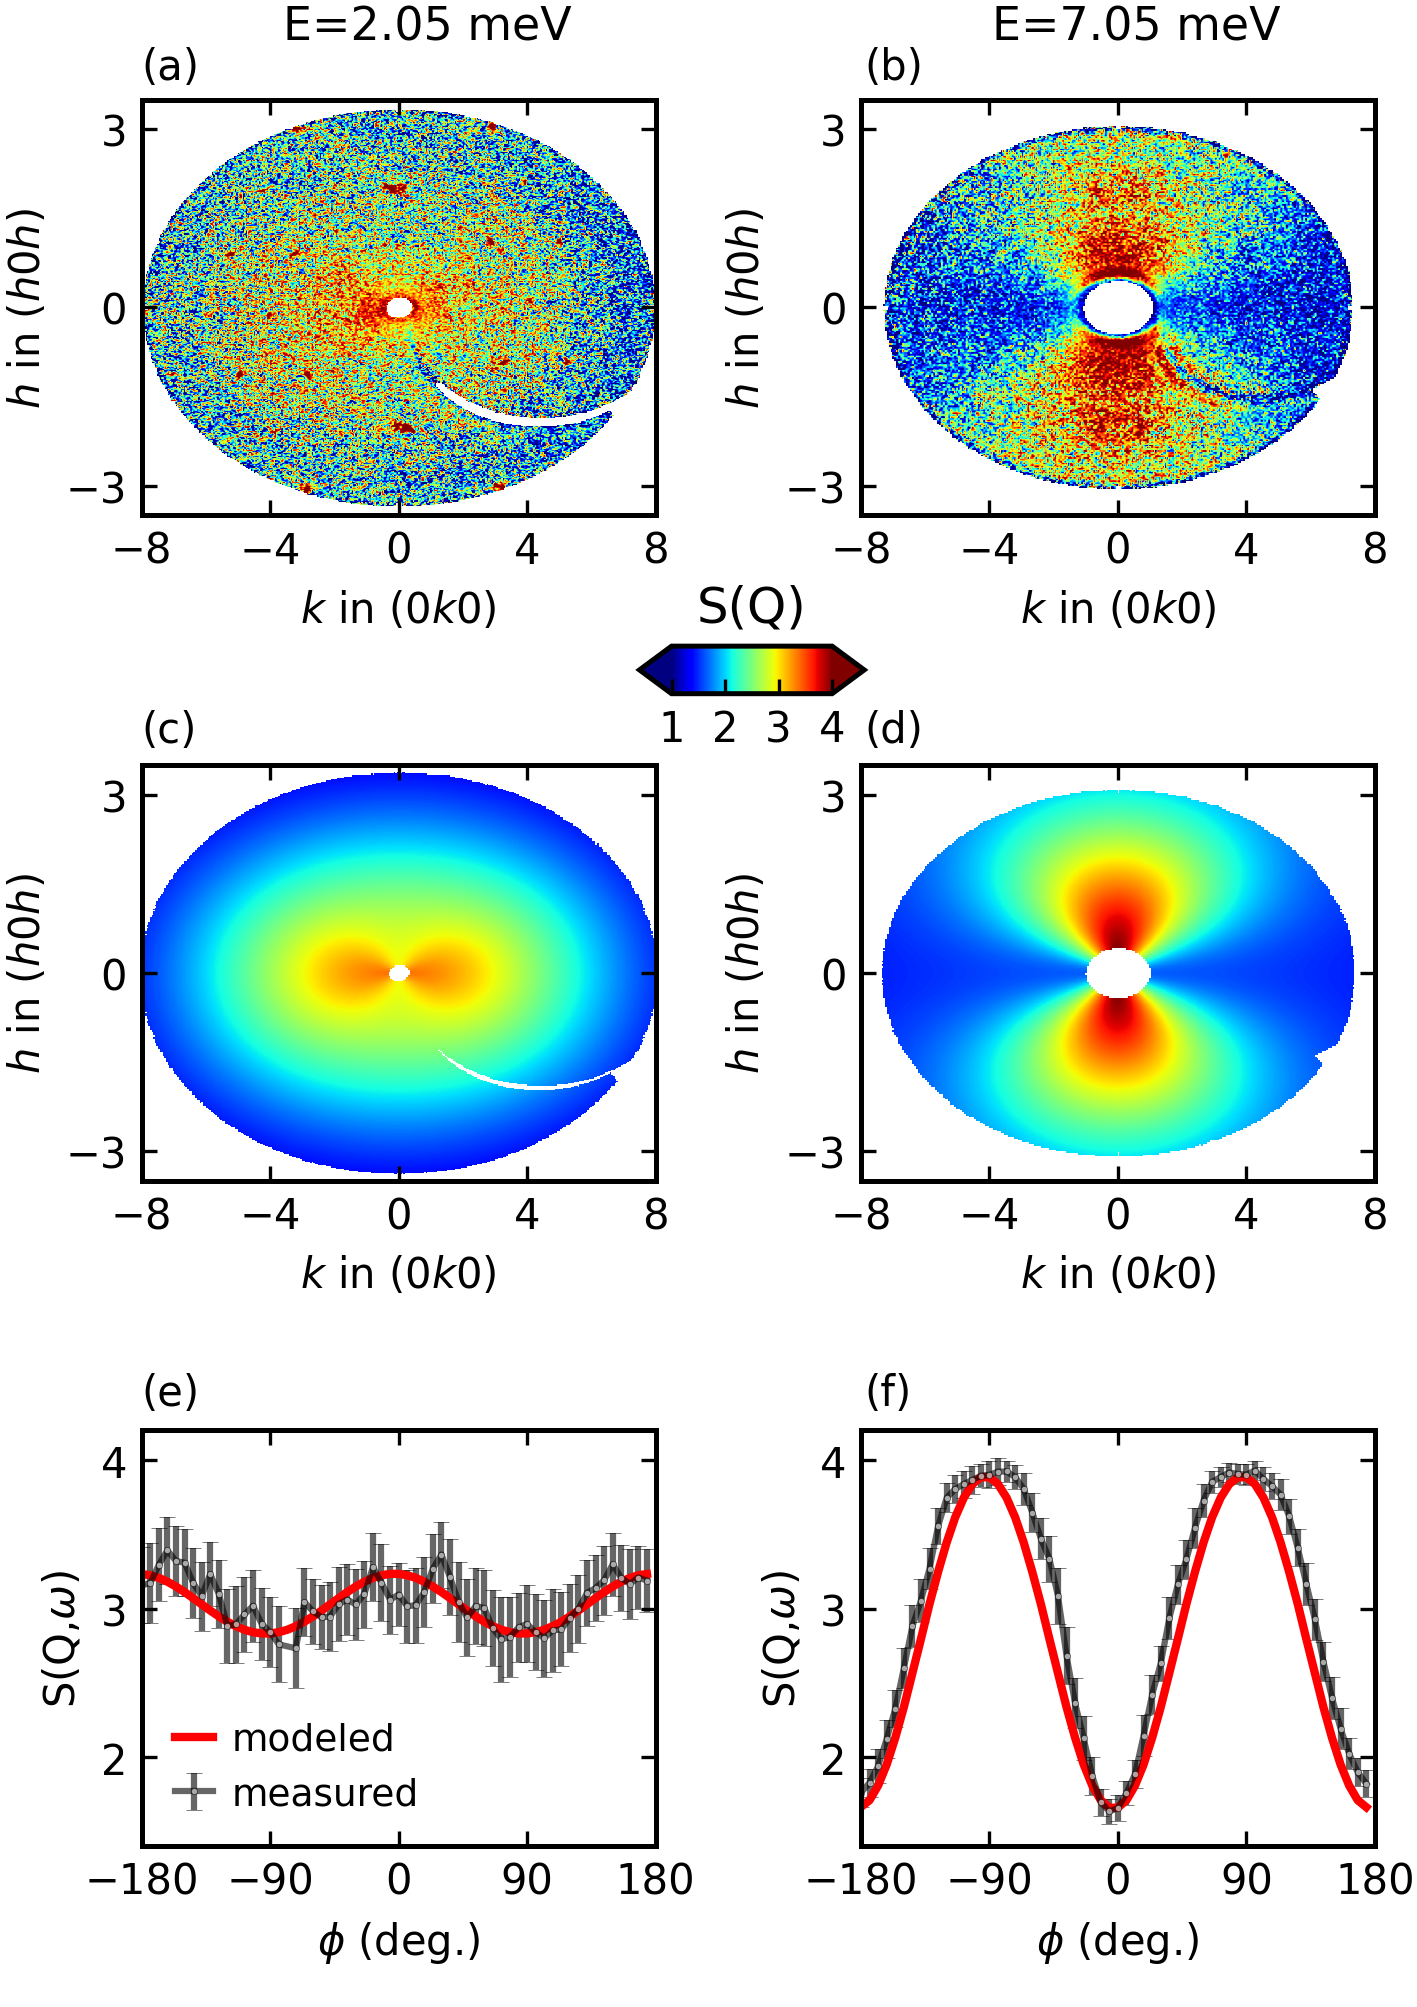 E=2.05 meV
E=7.05 meV
(a)
(b)
3
0
−3
h in (h0h)
−8 −4 0 4 8
k in (0k0)
3
0
−3
h in (h0h)
−8 −4 0 4 8
k in (0k0)
S(Q)
1 2 3 4
(c)
(d)
3
0
−3
h in (h0h)
−8 −4 0 4 8
k in (0k0)
3
0
−3
h in (h0h)
−8 −4 0 4 8
k in (0k0)
(e)
(f)
4
3
2
S(Q,ω)
modeled
measured
−180 −90 0 90 180
ϕ (deg.)
4
3
2
S(Q,ω)
−180 −90 0 90 180
ϕ (deg.)